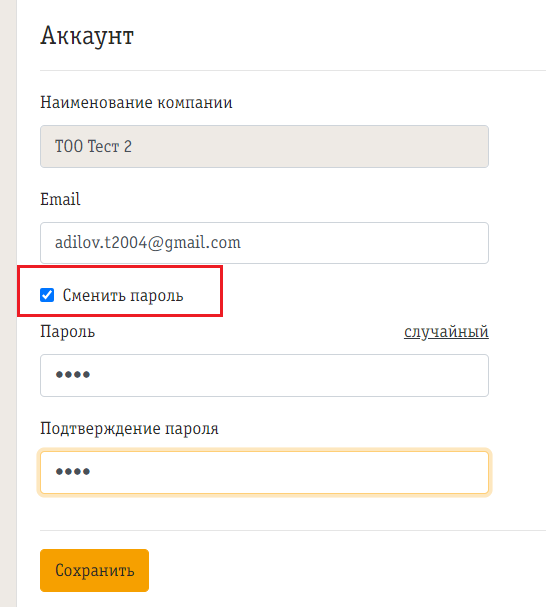 Аккаунт
Наименование компании
ТОО Тест 2
Email
adilov.t2004@gmail.com
Сменить пароль
Пароль случайный
••••
Подтверждение пароля
••••
Сохранить